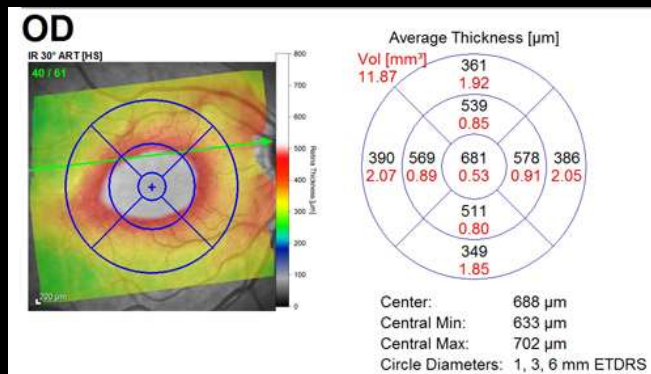 OD
IR 30° ART [HS]
40 / 61
200 µm
800
700
600
500
400
300
200
100
0
Retina Thickness [µm]
Average Thickness [µm]
Vol [mm³]
11.87
361
1.92
539
0.85
390 569 681 578 386
2.07 0.89 0.53 0.91 2.05
511
0.80
349
1.85
Center: 688 µm
Central Min: 633 µm
Central Max: 702 µm
Circle Diameters: 1, 3, 6 mm ETDRS